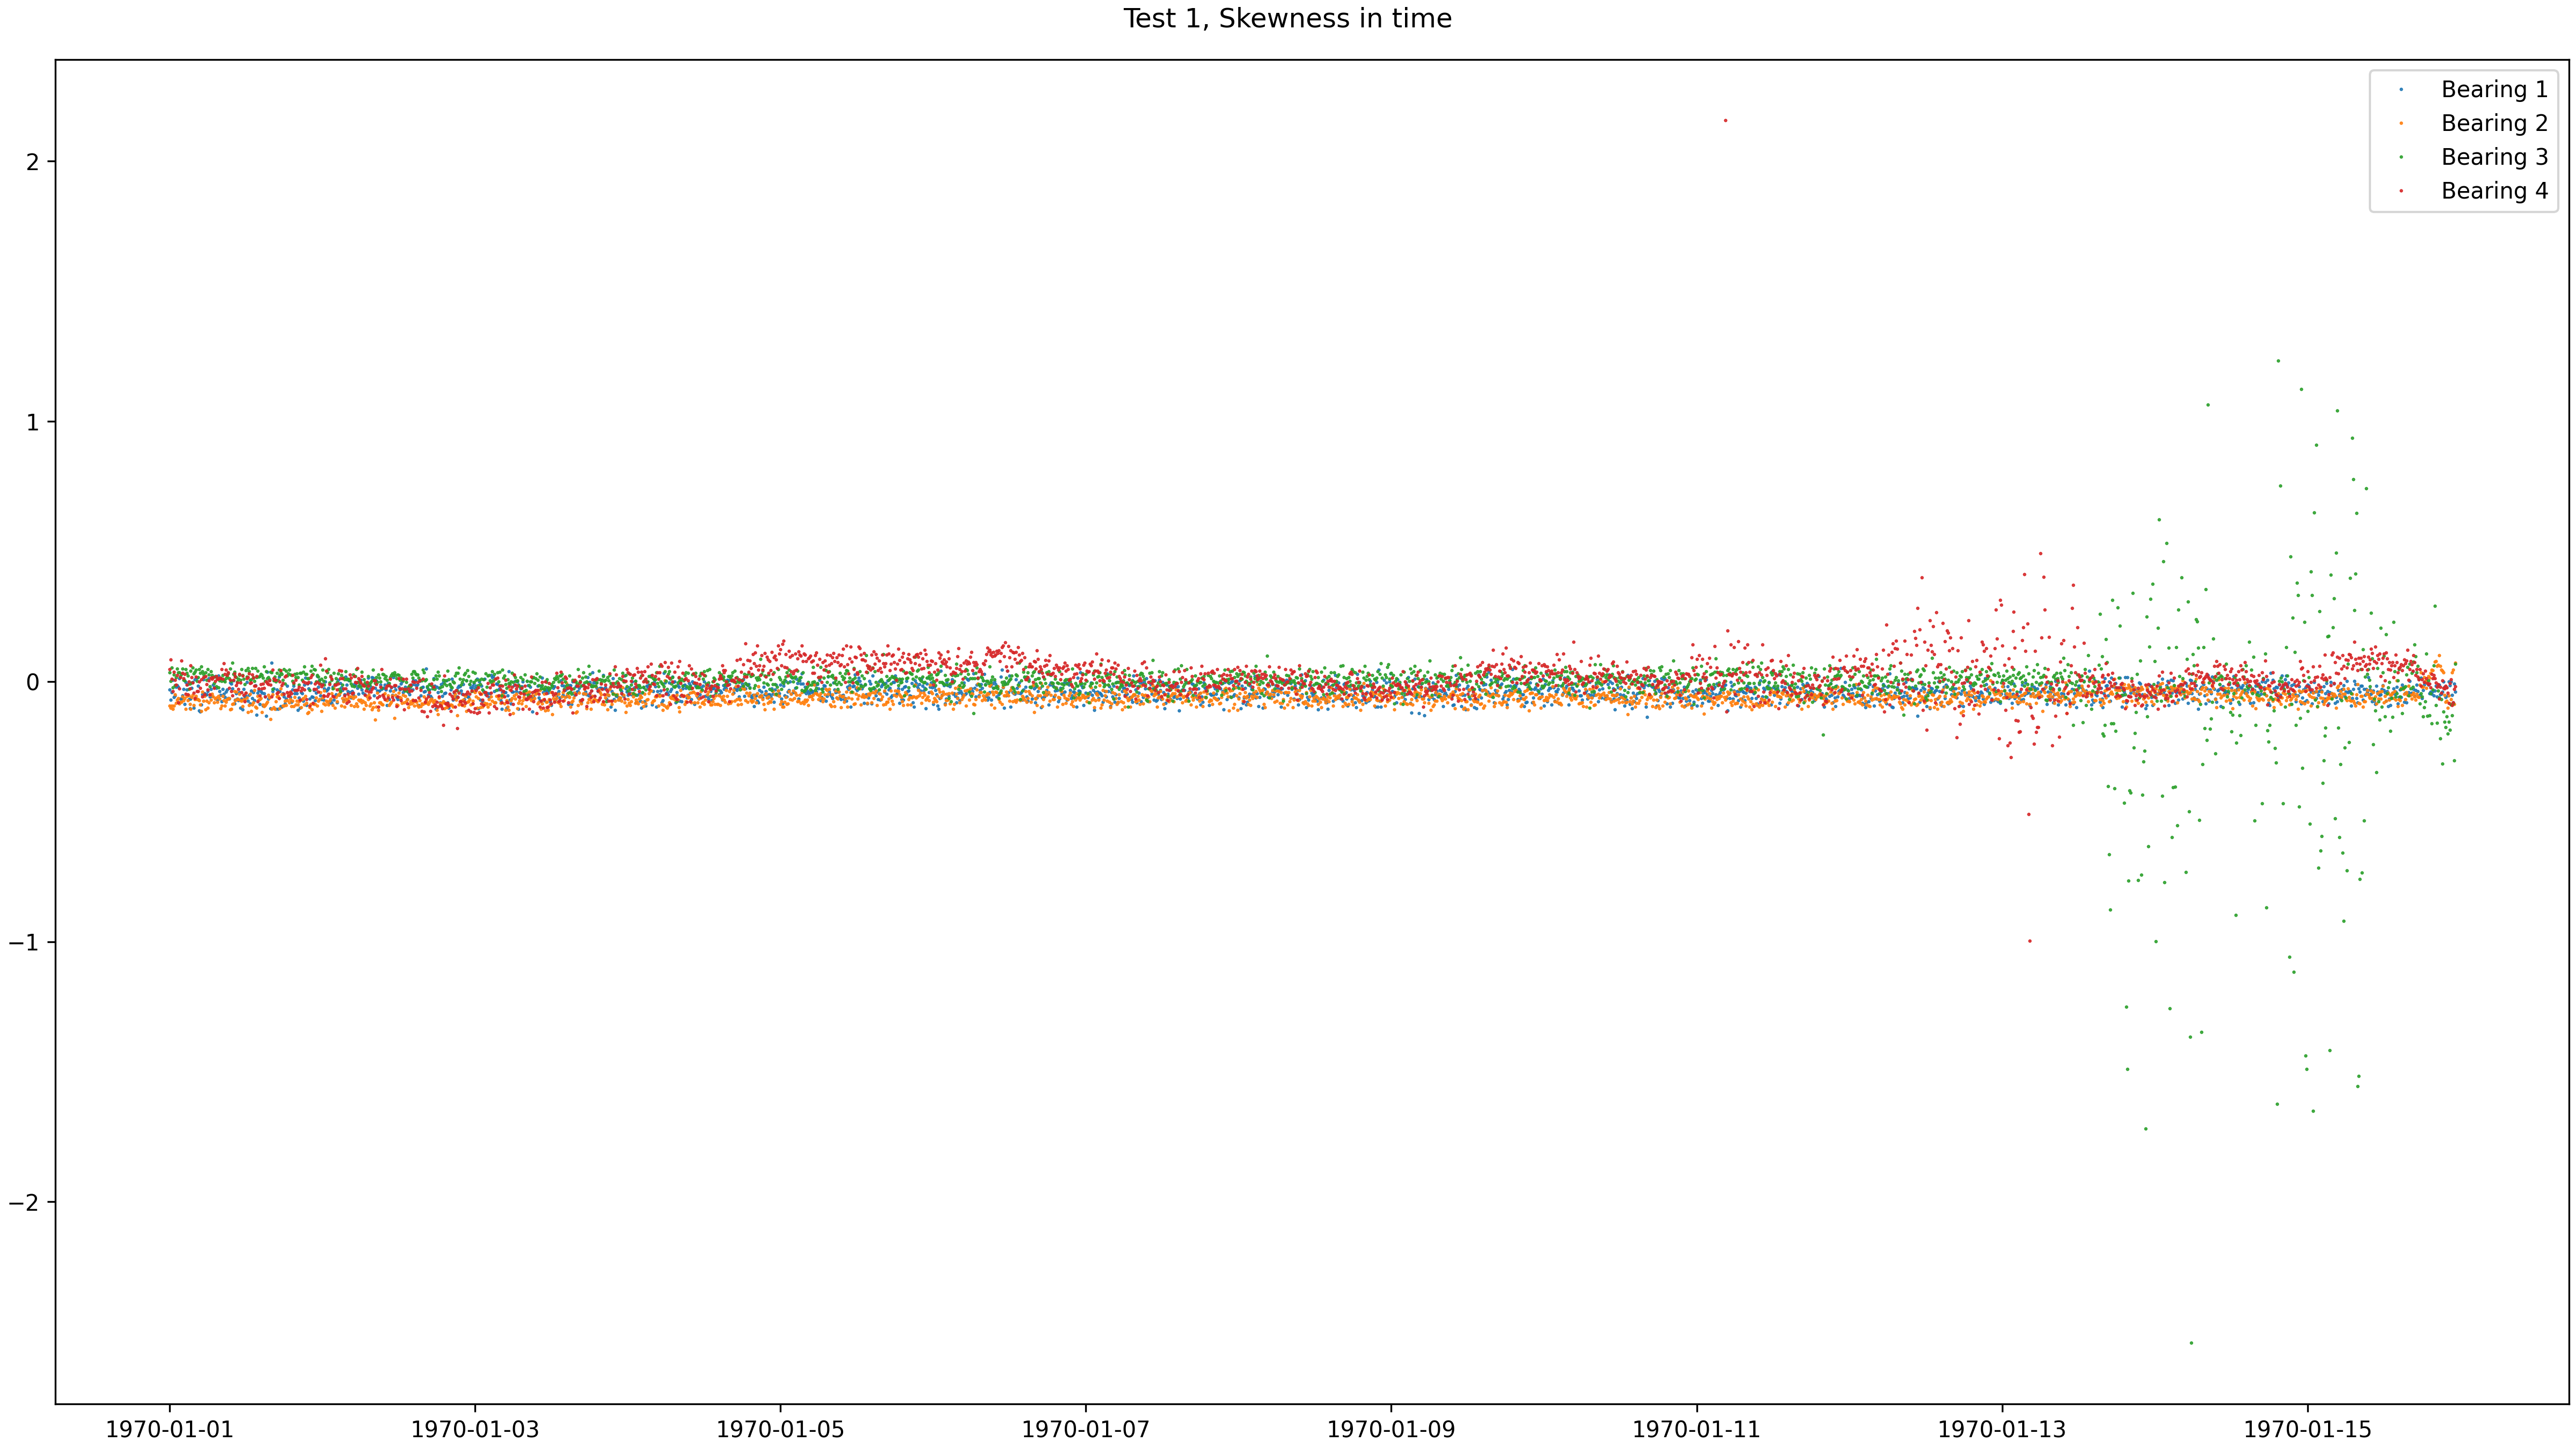 Test 1, Skewness in time
Bearing 1
Bearing 2
Bearing 3
Bearing 4
2
1
0
−1
−2
1970-01-01 1970-01-03 1970-01-05 1970-01-07 1970-01-09 1970-01-11 1970-01-13 1970-01-15